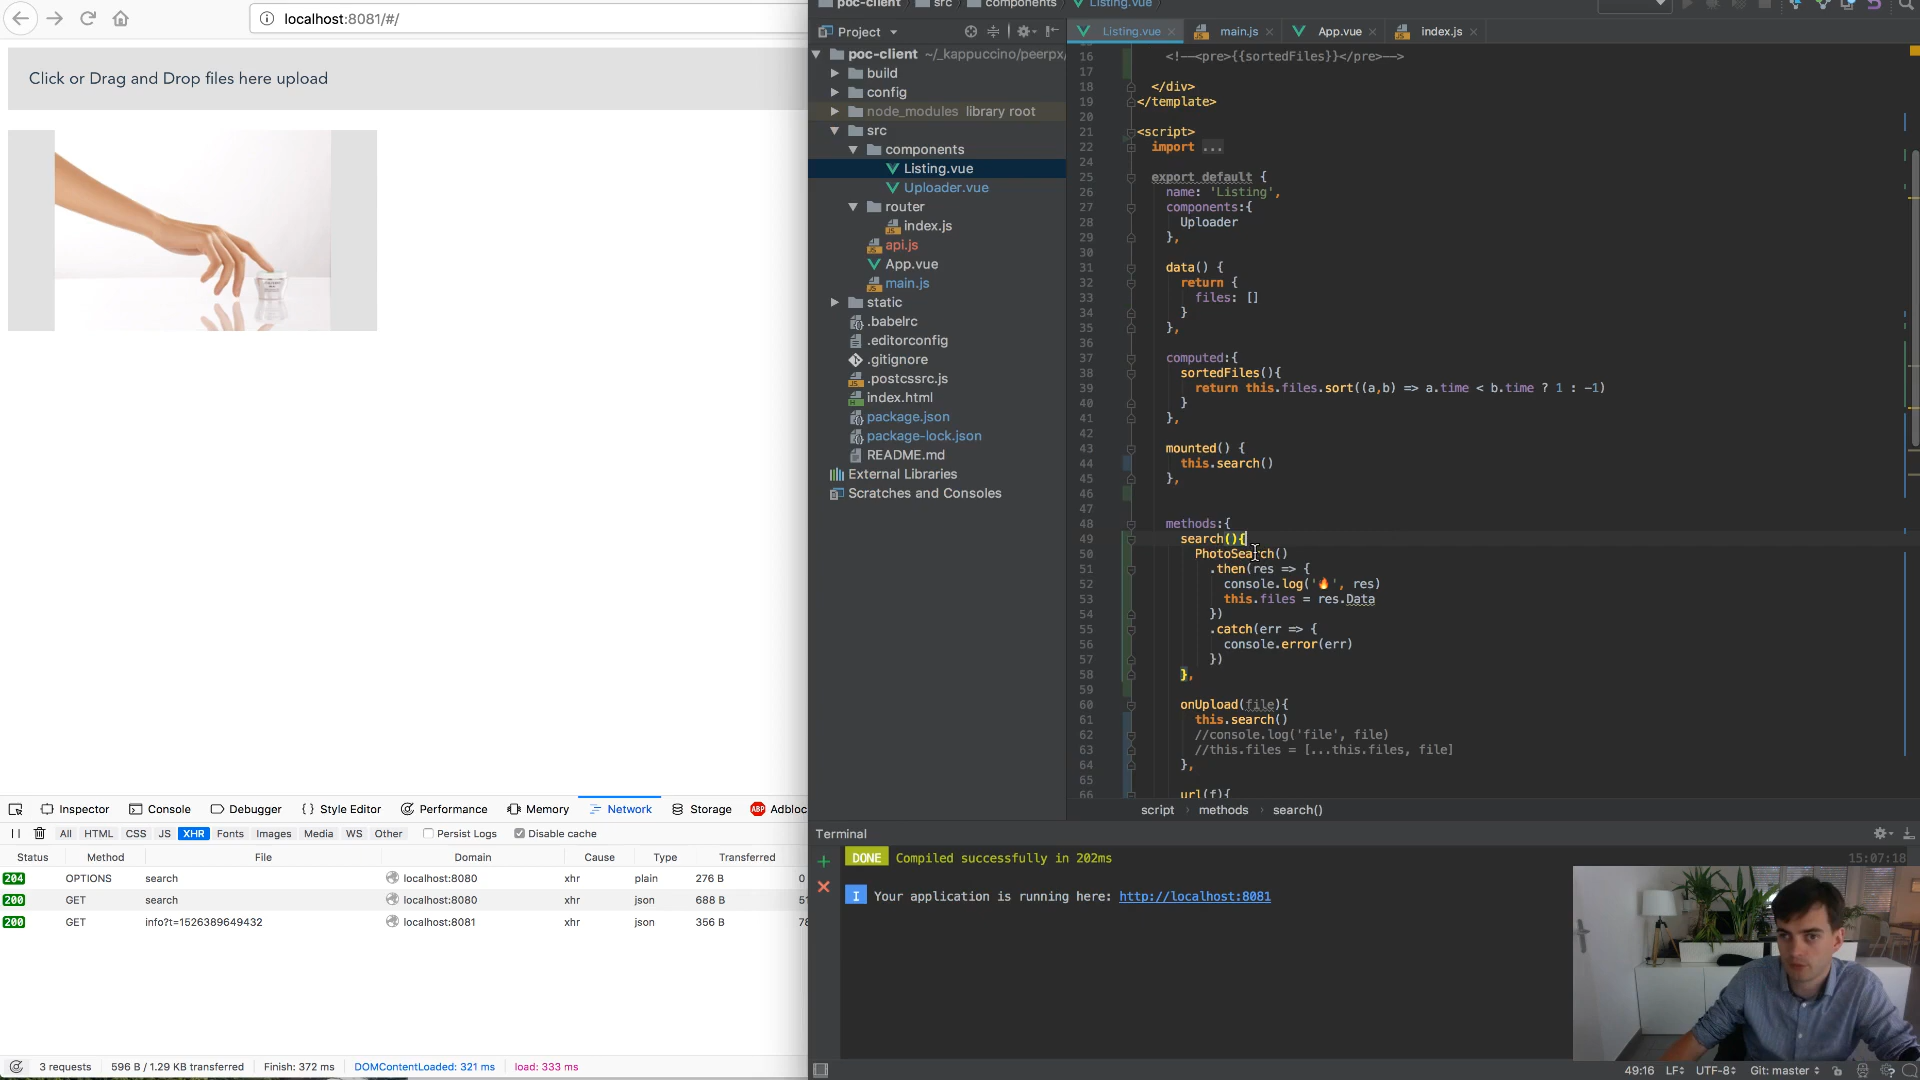 localhost:8081/#/
Click or Drag and Drop files here upload
Inspector Console Debugger { } Style Editor Performance Memory Network Storage Adbloc
All HTML CSS JS XHR Fonts Images Media WS Other Persist Logs Disable cache
Status Method File Domain Cause Type Transferred
204 OPTIONS search localhost:8080 xhr plain 276 B 0
200 GET search localhost:8080 xhr json 688 B 51
200 GET info?t=1526389649432 localhost:8081 xhr json 356 B 78
3 requests 596 B / 1.29 KB transferred Finish: 372 ms DOMContentLoaded: 321 ms load: 333 ms
poc-client src components Listing.vue
Project
Listing.vue main.js App.vue index.js
poc-client ~/_kappuccino/peerpx/
build
config
node_modules library root
src
components
Listing.vue
Uploader.vue
router
index.js
api.js
App.vue
main.js
static
.babelrc
.editorconfig
.gitignore
.postcssrc.js
index.html
package.json
package-lock.json
README.md
External Libraries
Scratches and Consoles
16 <!--<pre>{{sortedFiles}}</pre>-->
17
18 </div>
19 </template>
20
21 <script>
22 import ...
24
25 export default {
26 name: 'Listing',
27 components:{
28 Uploader
29 },
30
31 data() {
32 return {
33 files: []
34 }
35 },
36
37 computed:{
38 sortedFiles(){
39 return this.files.sort((a,b) => a.time < b.time ? 1 : -1)
40 }
41 },
42
43 mounted() {
44 this.search()
45 },
46
47
48 methods:{
49 search(){
50 PhotoSearch()
51 .then(res => {
52 console.log('🔥', res)
53 this.files = res.Data
54 })
55 .catch(err => {
56 console.error(err)
57 })
58 },
59
60 onUpload(file){
61 this.search()
62 //console.log('file', file)
63 //this.files = [...this.files, file]
64 },
65
66 url(f){
script › methods › search()
Terminal
DONE Compiled successfully in 202ms 15:07:18
I Your application is running here: http://localhost:8081
49:16 LF UTF-8 Git: master